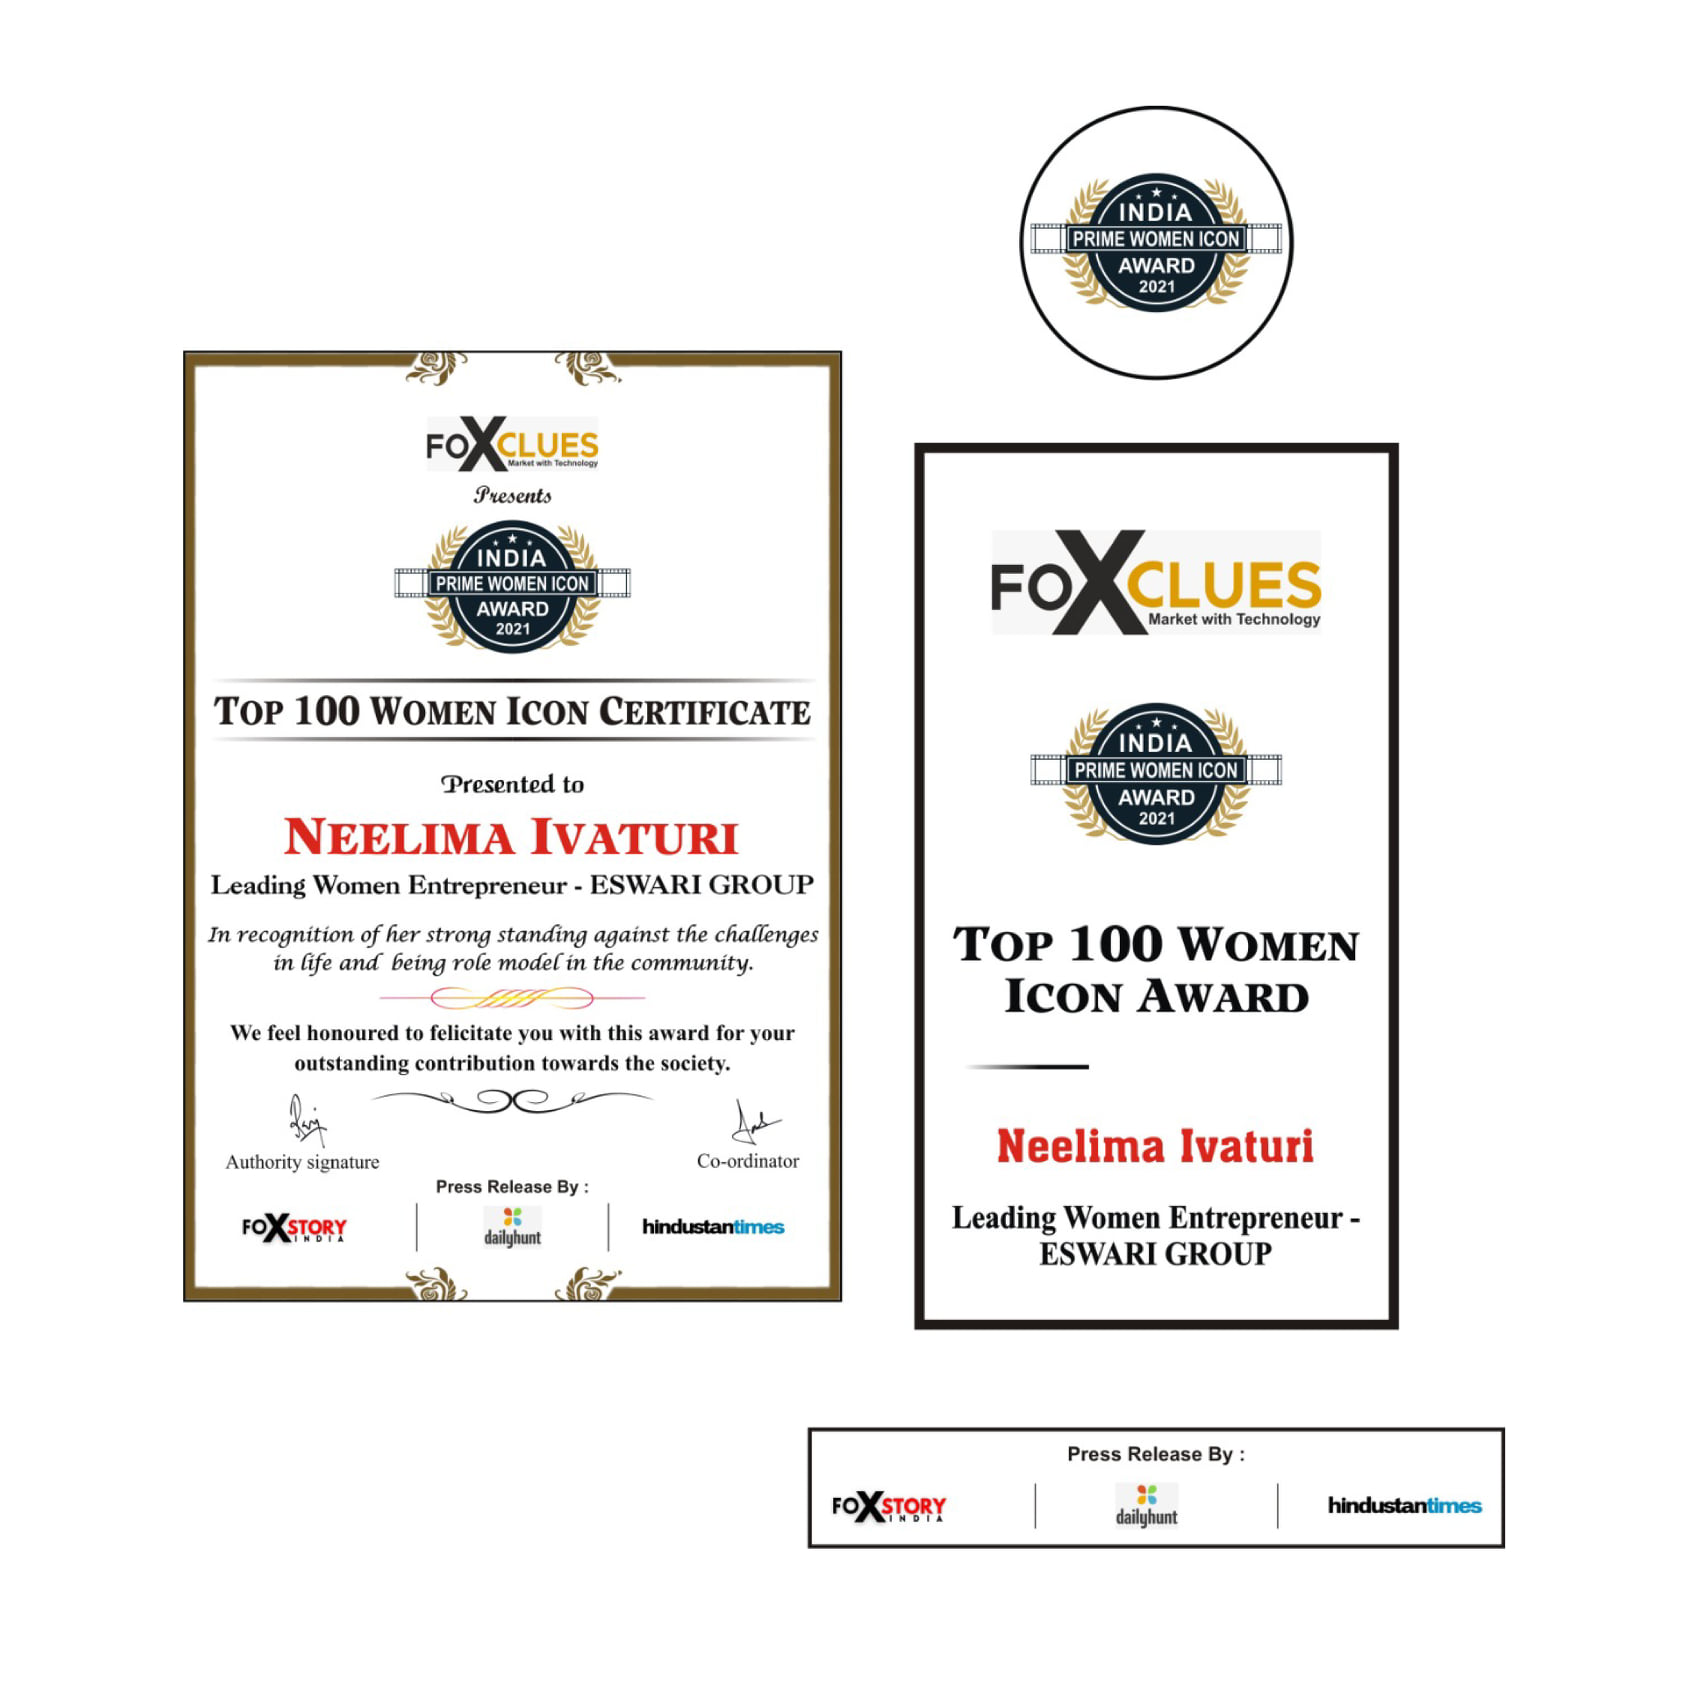 FOXCLUES
Market with Technology
Presents
INDIA
PRIME WOMEN ICON
AWARD
2021
TOP 100 WOMEN ICON CERTIFICATE
Presented to
NEELIMA IVATURI
Leading Women Entrepreneur - ESWARI GROUP
In recognition of her strong standing against the challenges
in life and being role model in the community.
We feel honoured to felicitate you with this award for your
outstanding contribution towards the society.
Authority signature
Co-ordinator
Press Release By :
FOXSTORY
INDIA
dailyhunt
hindustantimes
INDIA
PRIME WOMEN ICON
AWARD
2021
FOXCLUES
Market with Technology
INDIA
PRIME WOMEN ICON
AWARD
2021
TOP 100 WOMEN
ICON AWARD
Neelima Ivaturi
Leading Women Entrepreneur -
ESWARI GROUP
Press Release By :
FOXSTORY
INDIA
dailyhunt
hindustantimes